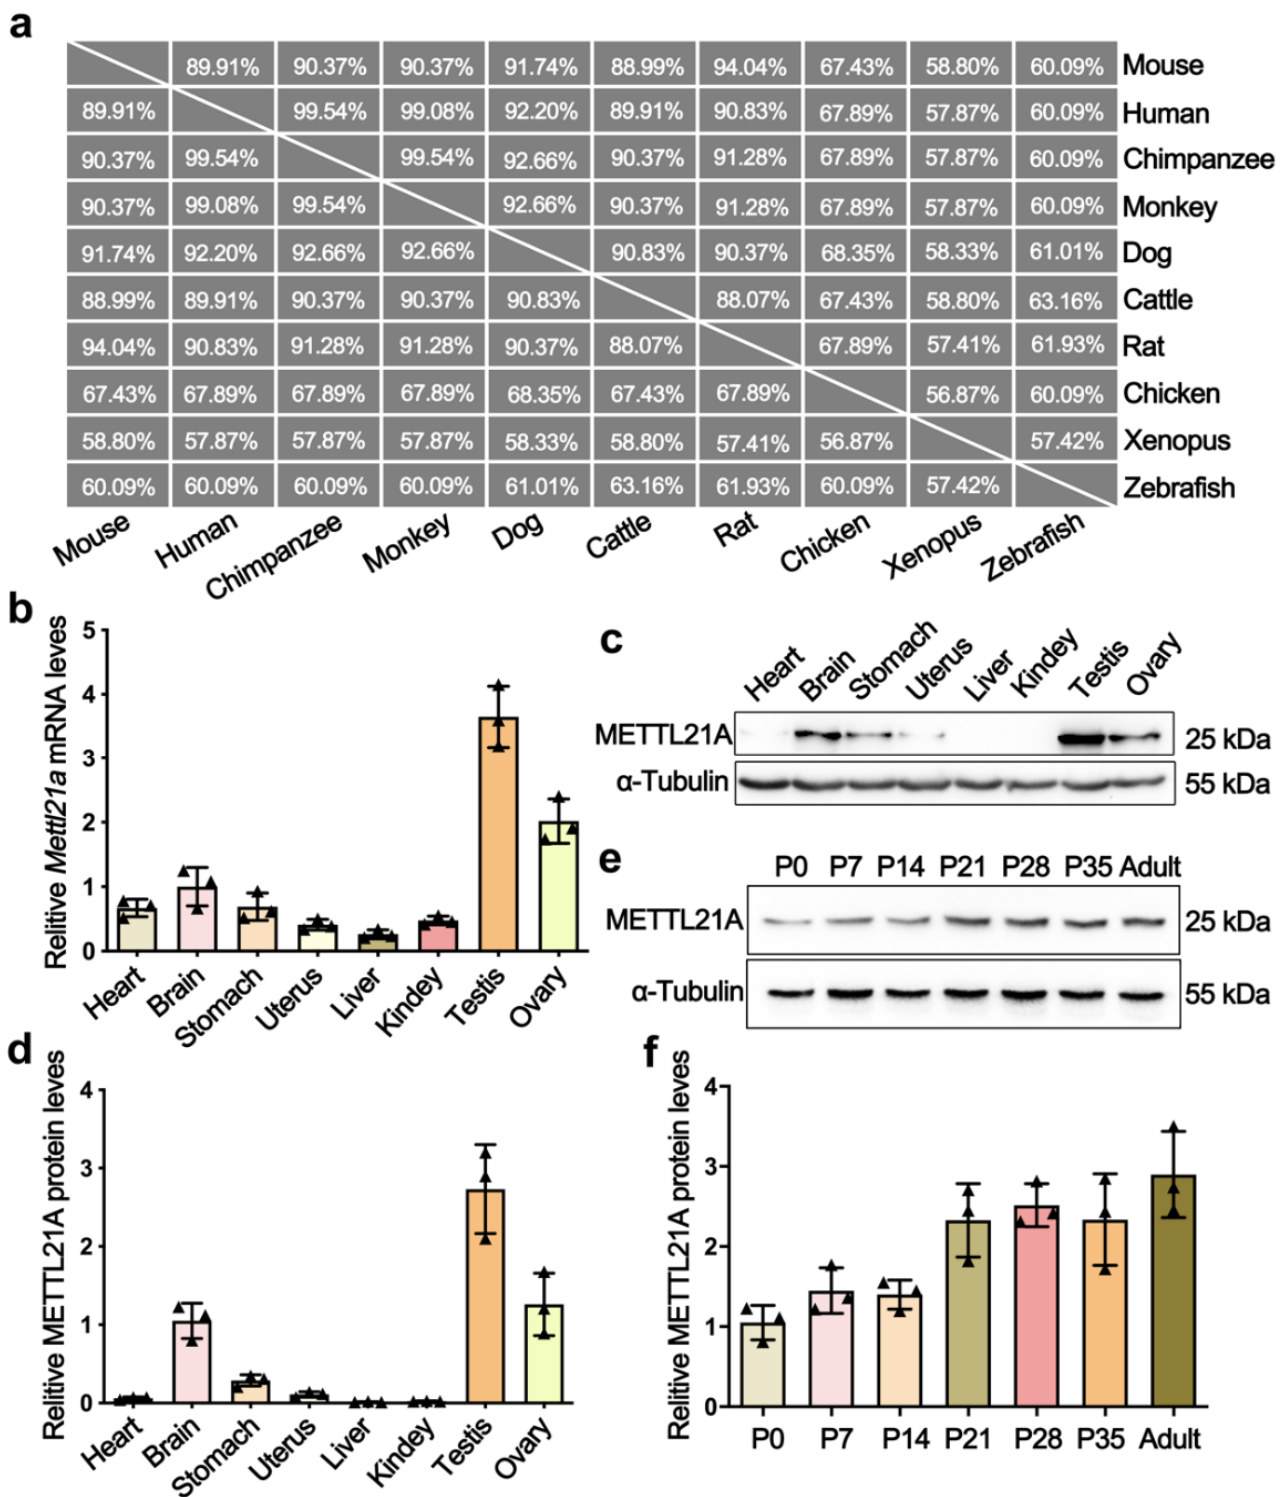 a
89.91% 90.37% 90.37% 91.74% 88.99% 94.04% 67.43% 58.80% 60.09% Mouse
89.91% 99.54% 99.08% 92.20% 89.91% 90.83% 67.89% 57.87% 60.09% Human
90.37% 99.54% 99.54% 92.66% 90.37% 91.28% 67.89% 57.87% 60.09% Chimpanzee
90.37% 99.08% 99.54% 92.66% 90.37% 91.28% 67.89% 57.87% 60.09% Monkey
91.74% 92.20% 92.66% 92.66% 90.83% 90.37% 68.35% 58.33% 61.01% Dog
88.99% 89.91% 90.37% 90.37% 90.83% 88.07% 67.43% 58.80% 63.16% Cattle
94.04% 90.83% 91.28% 91.28% 90.37% 88.07% 67.89% 57.41% 61.93% Rat
67.43% 67.89% 67.89% 67.89% 68.35% 67.43% 67.89% 56.87% 60.09% Chicken
58.80% 57.87% 57.87% 57.87% 58.33% 58.80% 57.41% 56.87% 57.42% Xenopus
60.09% 60.09% 60.09% 60.09% 61.01% 63.16% 61.93% 60.09% 57.42% Zebrafish
Mouse Human Chimpanzee Monkey Dog Cattle Rat Chicken Xenopus Zebrafish
b
Relitive Mettl21a mRNA leves
5
4
3
2
1
0
Heart Brain Stomach Uterus Liver Kindey Testis Ovary
c
Heart Brain Stomach Uterus Liver Kindey Testis Ovary
METTL21A 25 kDa
α-Tubulin 55 kDa
e
P0 P7 P14 P21 P28 P35 Adult
METTL21A 25 kDa
α-Tubulin 55 kDa
d
Relitive METTL21A protein leves
4
3
2
1
0
Heart Brain Stomach Uterus Liver Kindey Testis Ovary
f
Relitive METTL21A protein leves
4
3
2
1
0
P0 P7 P14 P21 P28 P35 Adult